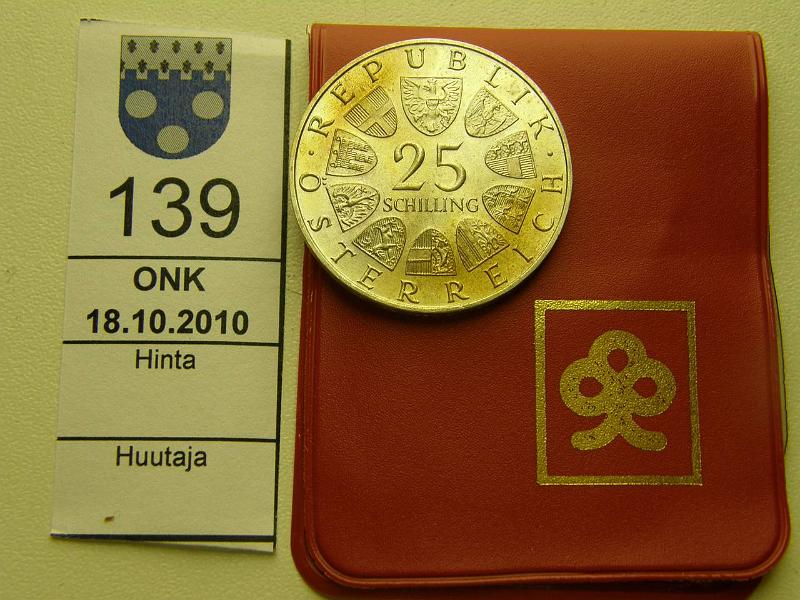 139
ONK
18.10.2010
Hinta
Huutaja
REPUBLIK · ÖSTERREICH ·
25
SCHILLING